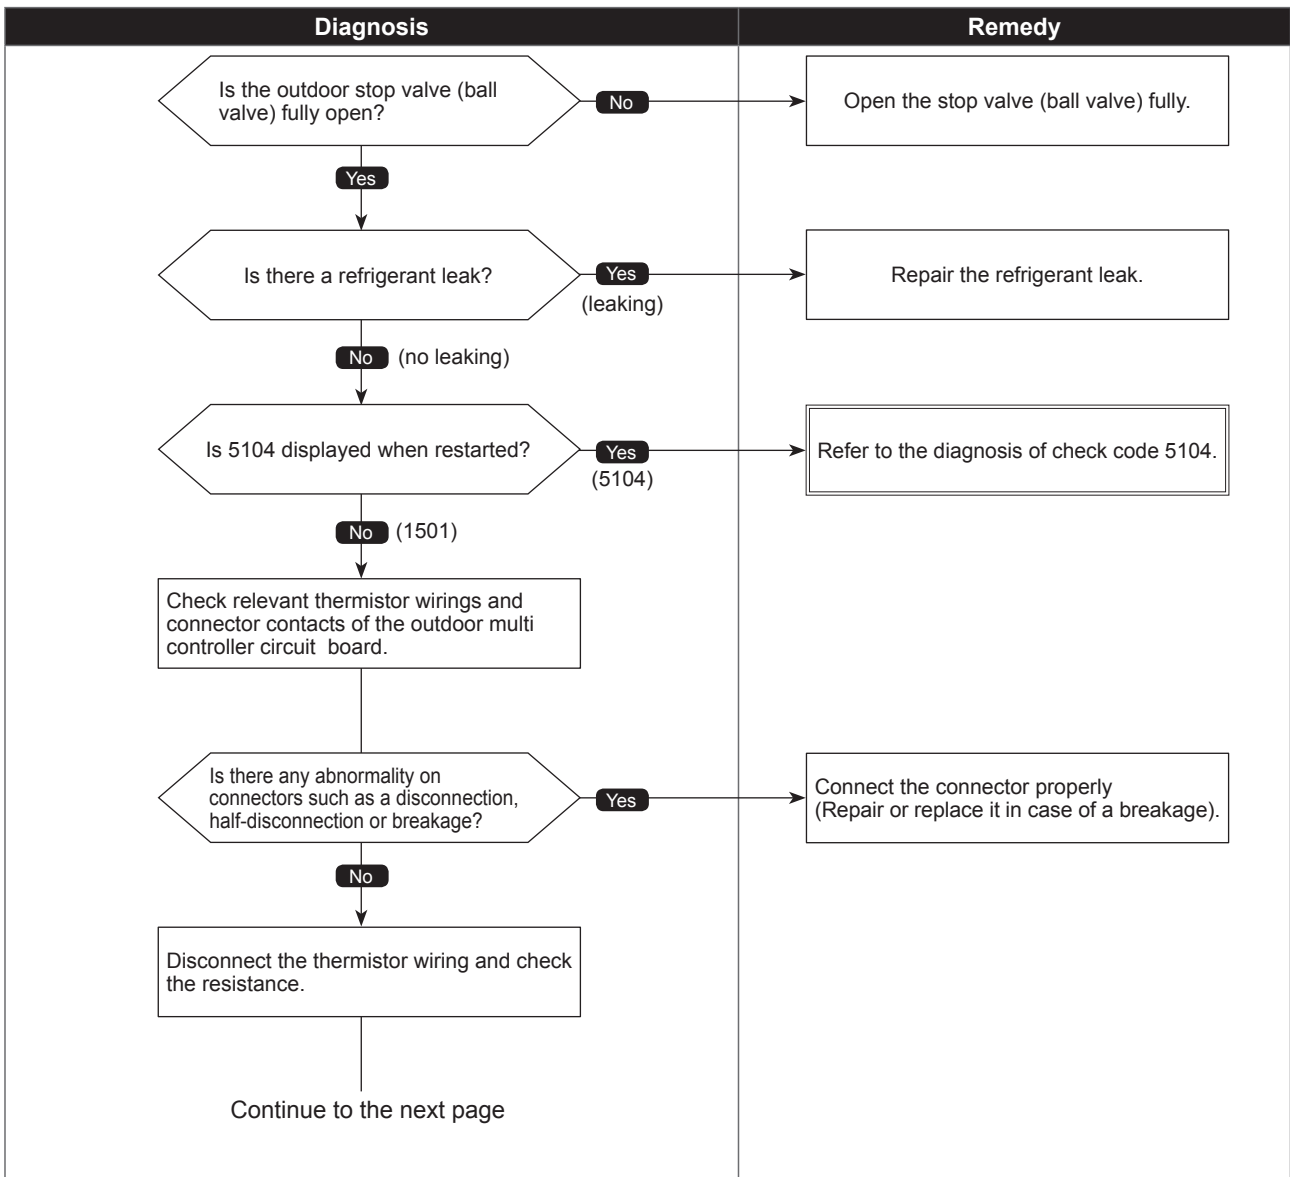 Diagnosis
Remedy
Is the outdoor stop valve (ball
valve) fully open?
No
Open the stop valve (ball valve) fully.
Yes
Is there a refrigerant leak?
Yes
(leaking)
Repair the refrigerant leak.
No (no leaking)
Is 5104 displayed when restarted?
Yes
(5104)
Refer to the diagnosis of check code 5104.
No (1501)
Check relevant thermistor wirings and
connector contacts of the outdoor multi
controller circuit board.
Is there any abnormality on
connectors such as a disconnection,
half-disconnection or breakage?
Yes
Connect the connector properly
(Repair or replace it in case of a breakage).
No
Disconnect the thermistor wiring and check
the resistance.
Continue to the next page